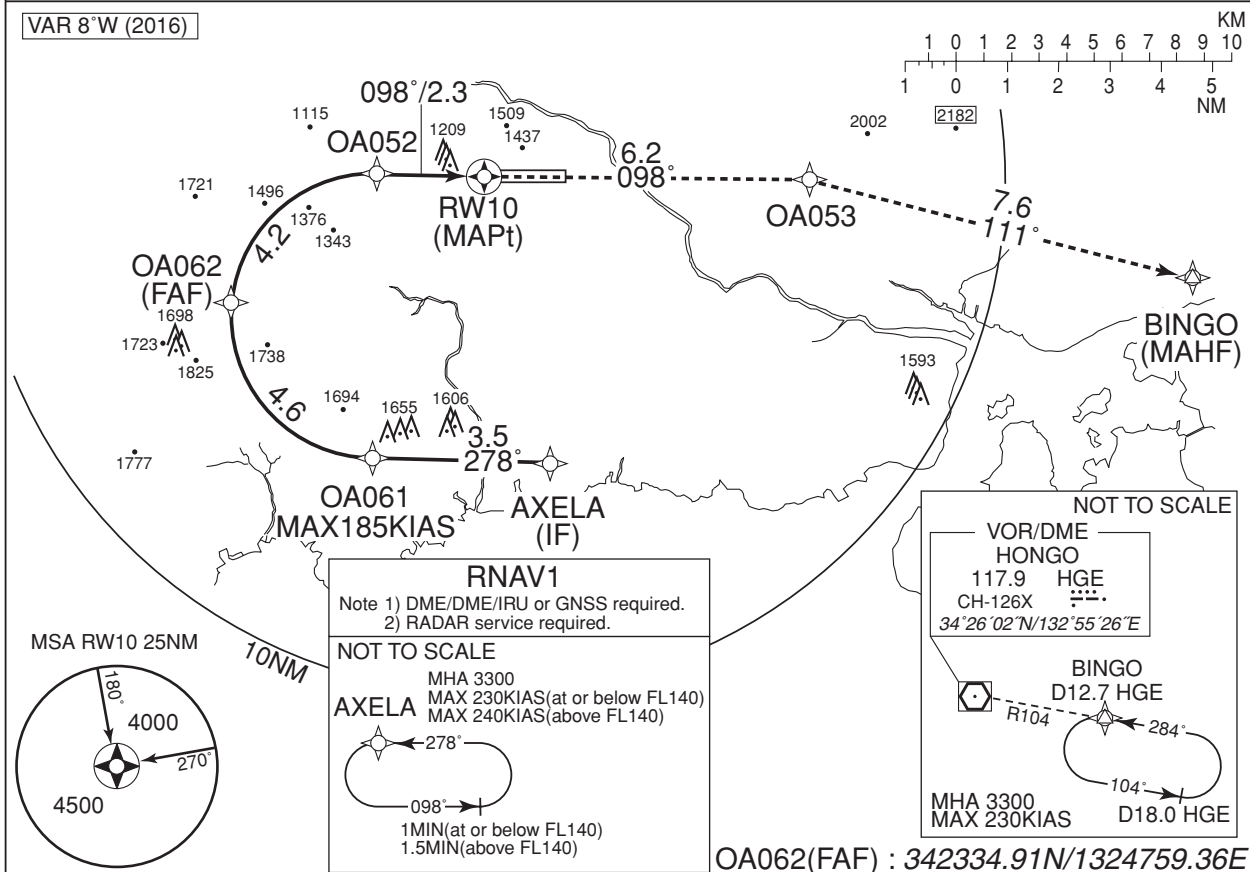 VAR 8°W (2016)
KM
1 0 1 2 3 4 5 6 7 8 9 10
1 0 1 2 3 4 5
NM
098°/2.3
1115
1209
1509
1437
2002
2182
OA052
6.2
098°
1721
1496
1376
1343
RW10
(MAPt)
OA053
7.6
111°
4.2
OA062
(FAF)
1698
1723
1825
1738
BINGO
(MAHF)
1593
4.6
1694
1655
1606
3.5
278°
1777
OA061
MAX185KIAS
AXELA
(IF)
10NM
RNAV1
Note 1) DME/DME/IRU or GNSS required.
2) RADAR service required.
NOT TO SCALE
MHA 3300
MAX 230KIAS(at or below FL140)
MAX 240KIAS(above FL140)
AXELA
278°
098°
1MIN(at or below FL140)
1.5MIN(above FL140)
MSA RW10 25NM
180°
4000
270°
4500
NOT TO SCALE
VOR/DME
HONGO
117.9 HGE
CH-126X
34°26´02˝N/132°55´26˝E
BINGO
D12.7 HGE
R104
284°
104°
D18.0 HGE
MHA 3300
MAX 230KIAS
OA062(FAF) : 342334.91N/1324759.36E